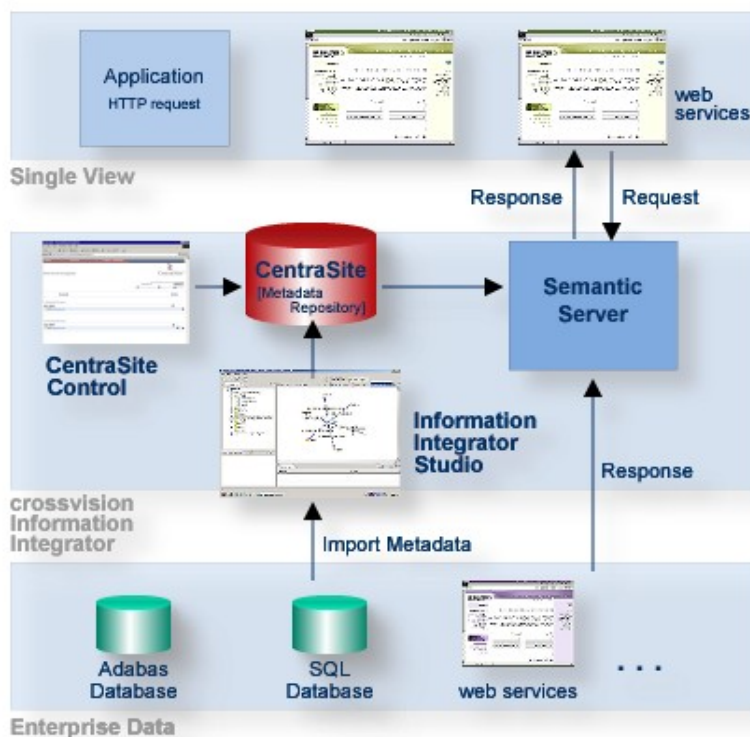 Application
HTTP request
web
services
Single View
Response
Request
CentraSite
[Metadata
Repository]
Semantic
Server
CentraSite
Control
Information
Integrator
Studio
Response
crossvision
Information
Integrator
Import Metadata
Adabas
Database
SQL
Database
web services
. . .
Enterprise Data